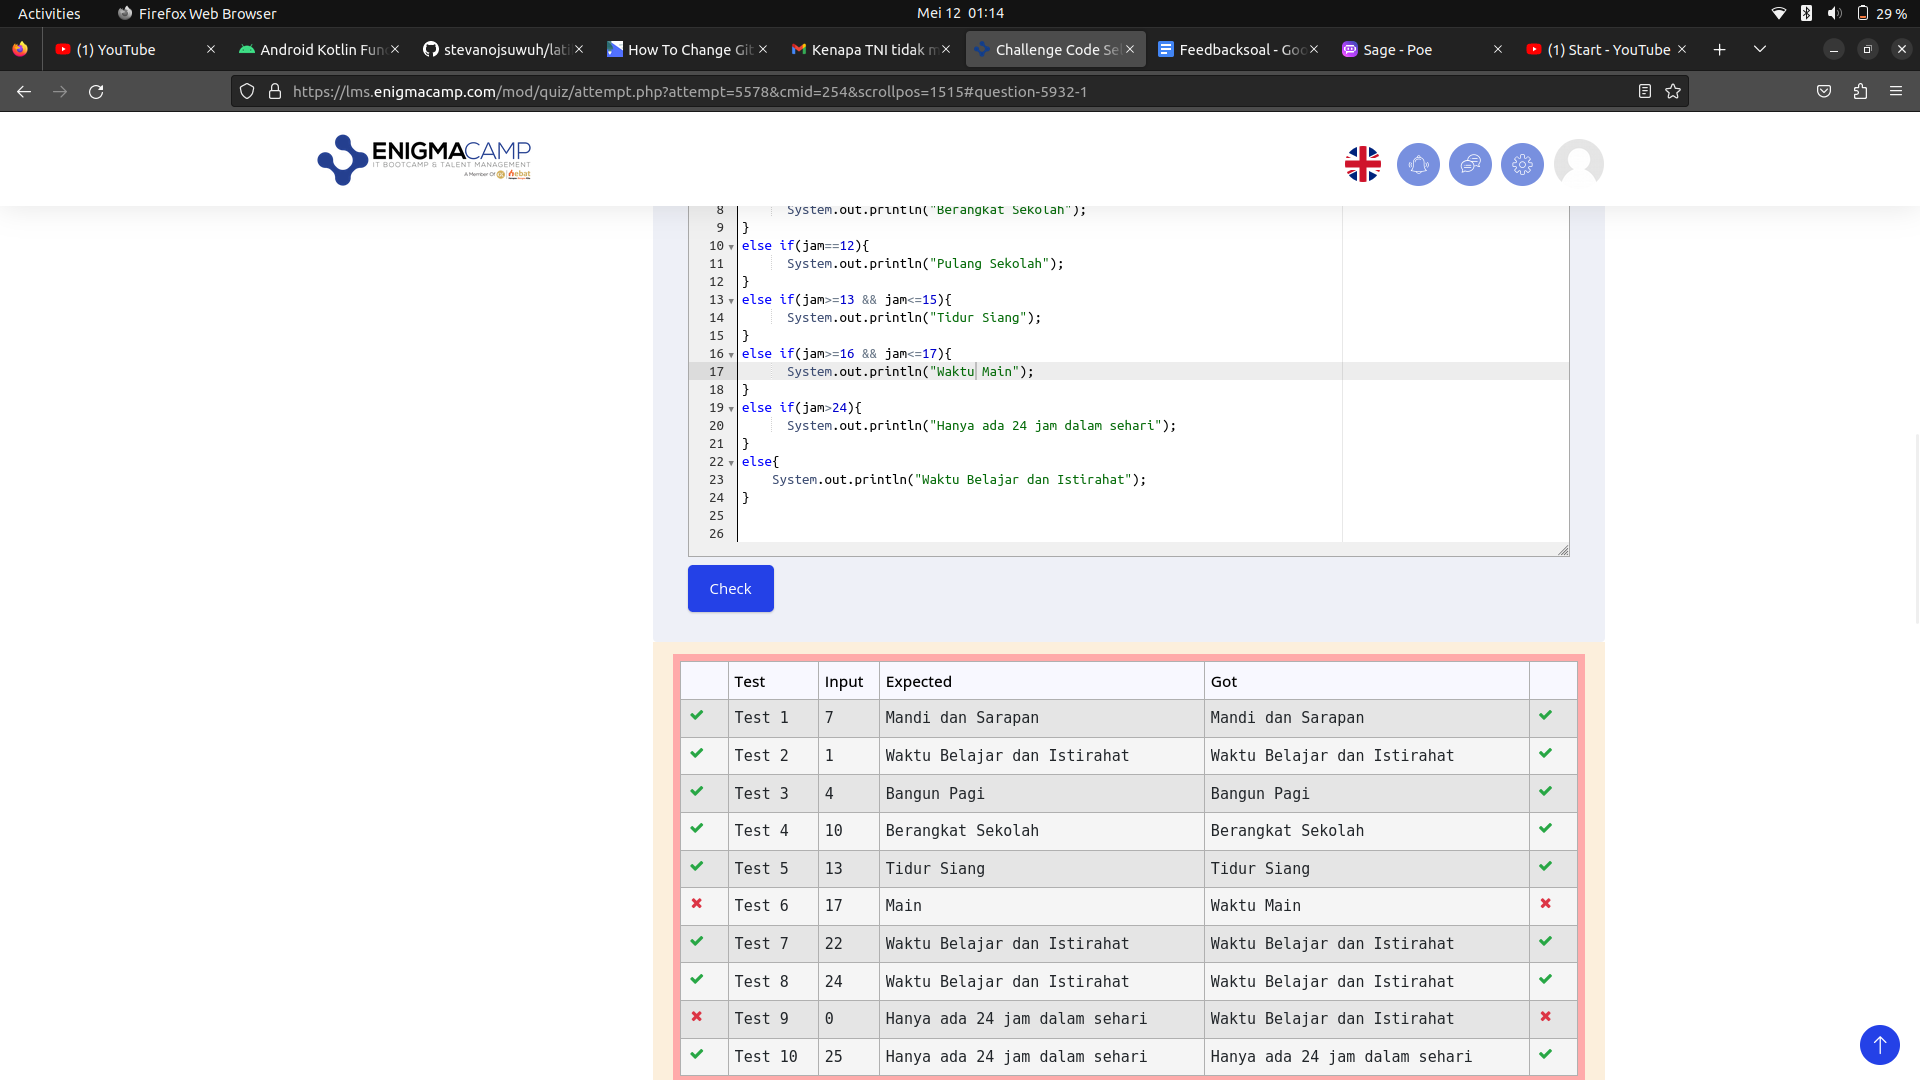 Activities
Firefox Web Browser
Mei 12 01:14
29 %
(1) YouTube
Android Kotlin Fun
stevanojsuwuh/lati
How To Change Git
Kenapa TNI tidak m
Challenge Code Sel
Feedbacksoal - Goo
Sage - Poe
(1) Start - YouTube
https://lms.enigmacamp.com/mod/quiz/attempt.php?attempt=5578&cmid=254&scrollpos=1515#question-5932-1
ENIGMACAMP
IT BOOTCAMP & TALENT MANAGEMENT
A Member Of
8 System.out.println("Berangkat Sekolah");
9 }
10 else if(jam==12){
11 System.out.println("Pulang Sekolah");
12 }
13 else if(jam>=13 && jam<=15){
14 System.out.println("Tidur Siang");
15 }
16 else if(jam>=16 && jam<=17){
17 System.out.println("Waktu Main");
18 }
19 else if(jam>24){
20 System.out.println("Hanya ada 24 jam dalam sehari");
21 }
22 else{
23 System.out.println("Waktu Belajar dan Istirahat");
24 }
25
26
Check
Test Input Expected Got
Test 1 7 Mandi dan Sarapan Mandi dan Sarapan
Test 2 1 Waktu Belajar dan Istirahat Waktu Belajar dan Istirahat
Test 3 4 Bangun Pagi Bangun Pagi
Test 4 10 Berangkat Sekolah Berangkat Sekolah
Test 5 13 Tidur Siang Tidur Siang
Test 6 17 Main Waktu Main
Test 7 22 Waktu Belajar dan Istirahat Waktu Belajar dan Istirahat
Test 8 24 Waktu Belajar dan Istirahat Waktu Belajar dan Istirahat
Test 9 0 Hanya ada 24 jam dalam sehari Waktu Belajar dan Istirahat
Test 10 25 Hanya ada 24 jam dalam sehari Hanya ada 24 jam dalam sehari